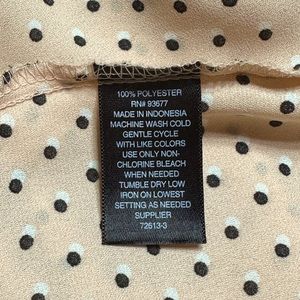 100% POLYESTER
RN# 93677
MADE IN INDONESIA
MACHINE WASH COLD
GENTLE CYCLE
WITH LIKE COLORS
USE ONLY NON-
CHLORINE BLEACH
WHEN NEEDED
TUMBLE DRY LOW
IRON ON LOWEST
SETTING AS NEEDED
SUPPLIER
72613-3